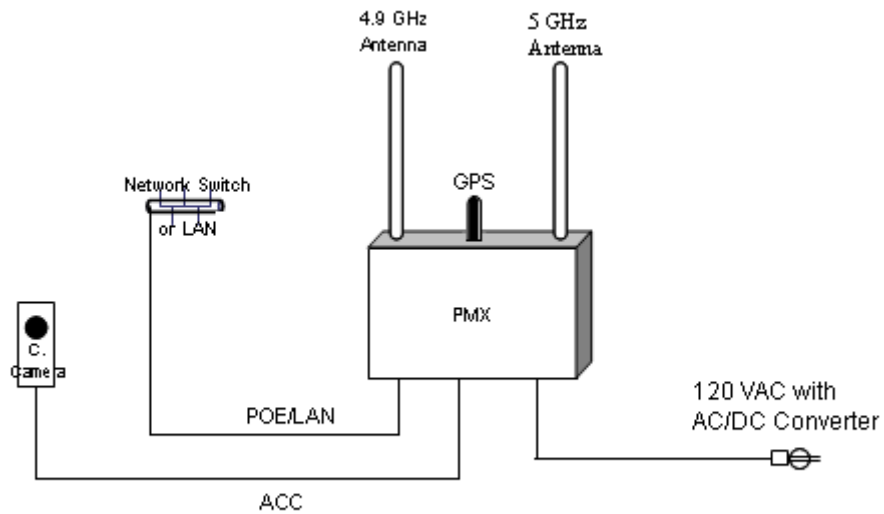 4.9 GHz
Antenna
5 GHz
Antenna
Network Switch
or LAN
GPS
PMX
C.
Camera
POE/LAN
ACC
120 VAC with
AC/DC Converter